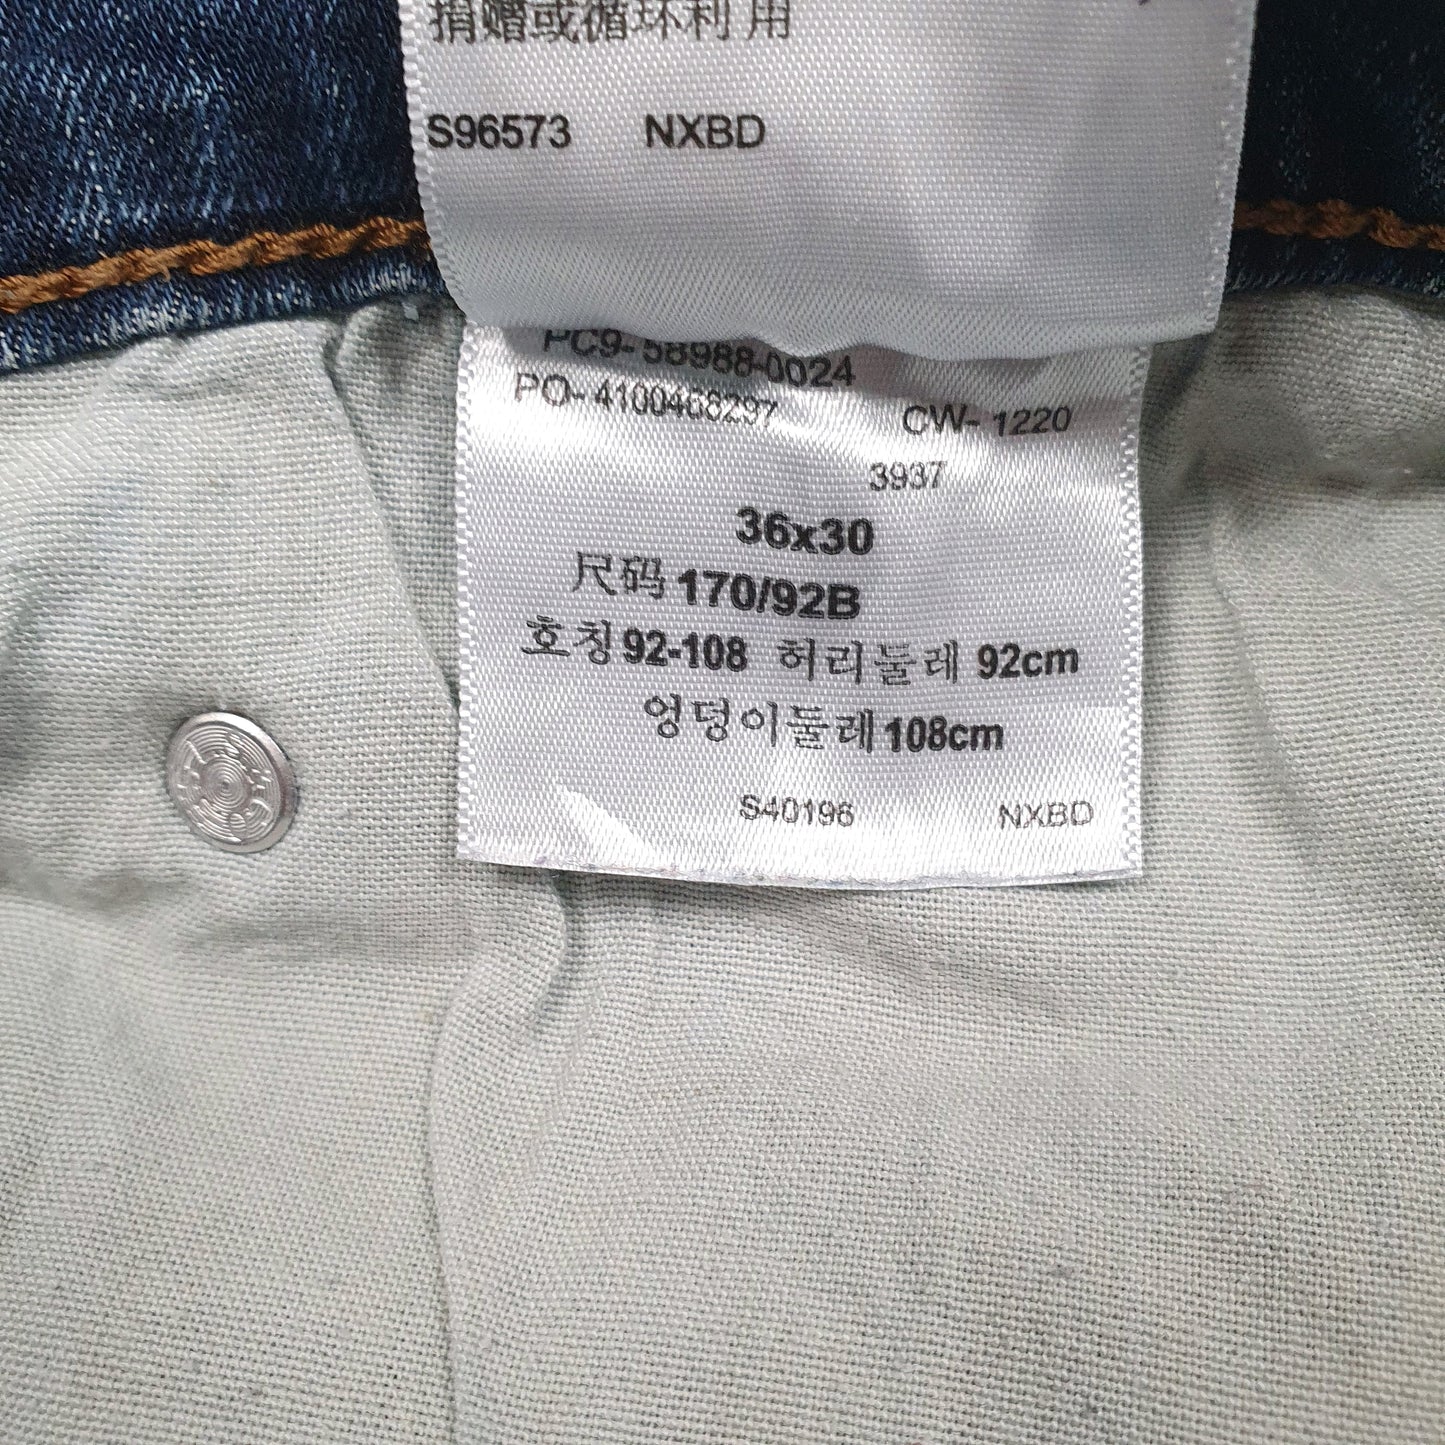 捐赠或循环利用
S96573 NXBD
PC9-58988-0024
PO-4100468297 CW-1220
3937
36x30
尺码 170/92B
호칭 92-108 허리둘레 92cm
엉덩이둘레 108cm
S40196 NXBD